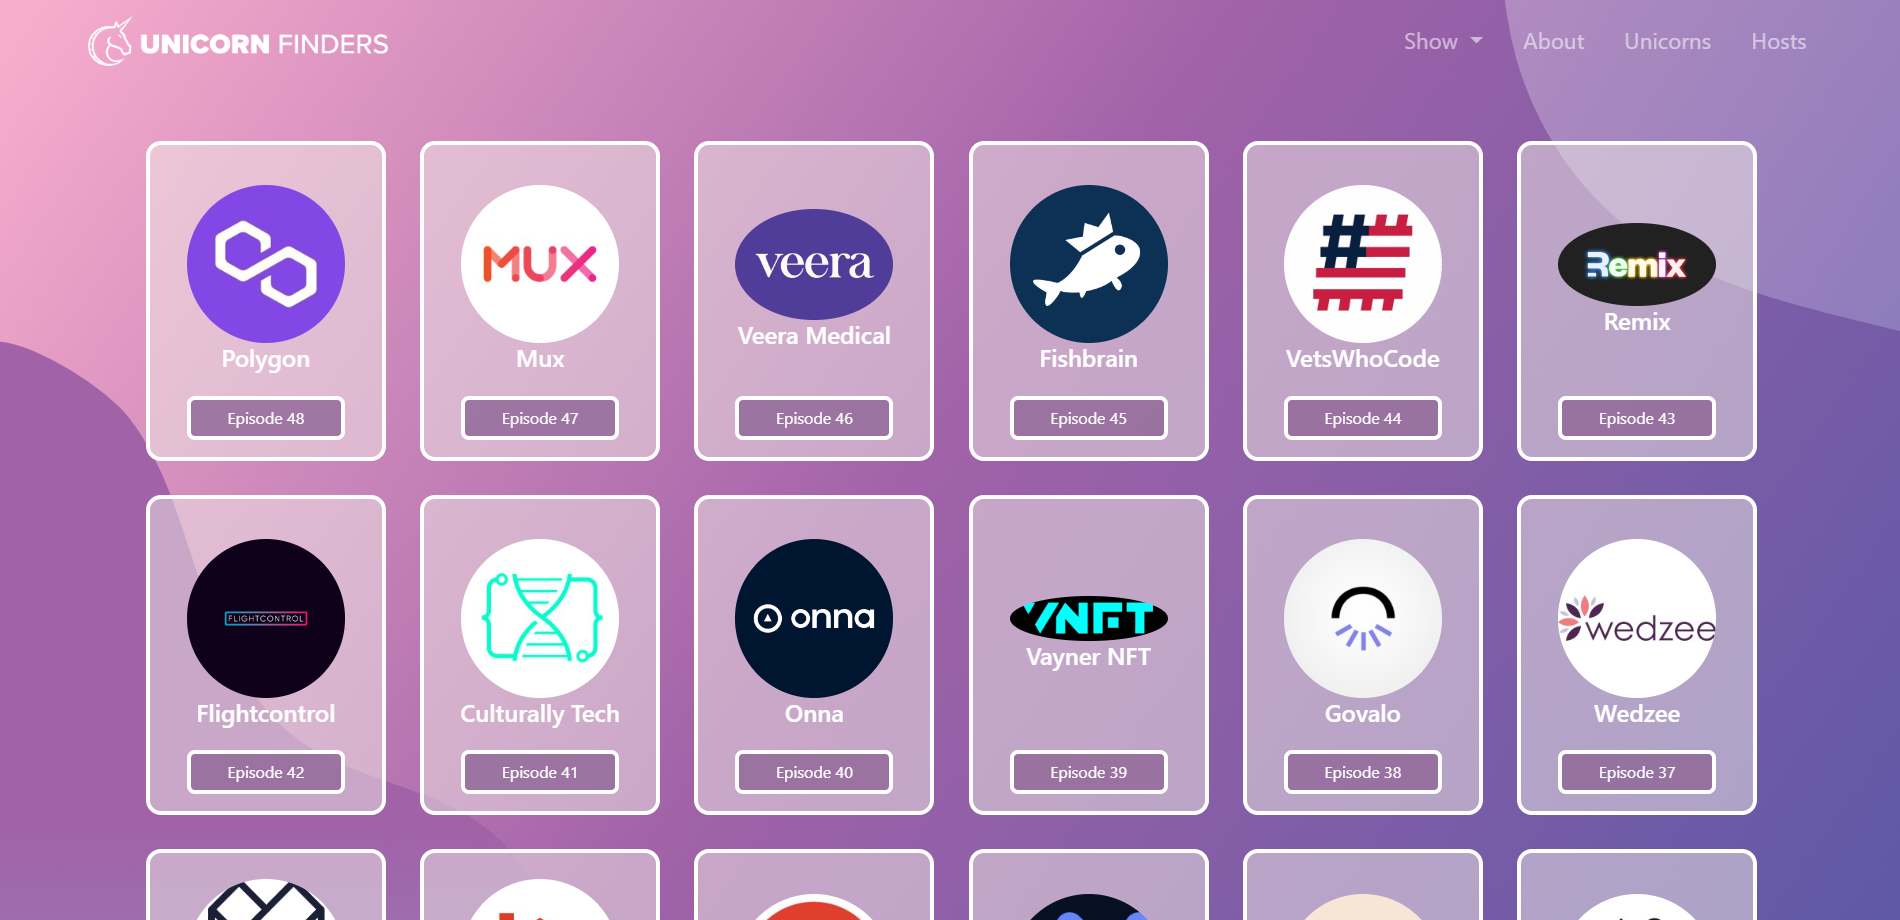 UNICORN FINDERS
Show
About
Unicorns
Hosts
MUX
veera
Remix
Polygon
Mux
Veera Medical
Fishbrain
VetsWhoCode
Remix
Episode 48
Episode 47
Episode 46
Episode 45
Episode 44
Episode 43
FLIGHTCONTROL
onna
VNFT
wedzee
Flightcontrol
Culturally Tech
Onna
Vayner NFT
Govalo
Wedzee
Episode 42
Episode 41
Episode 40
Episode 39
Episode 38
Episode 37